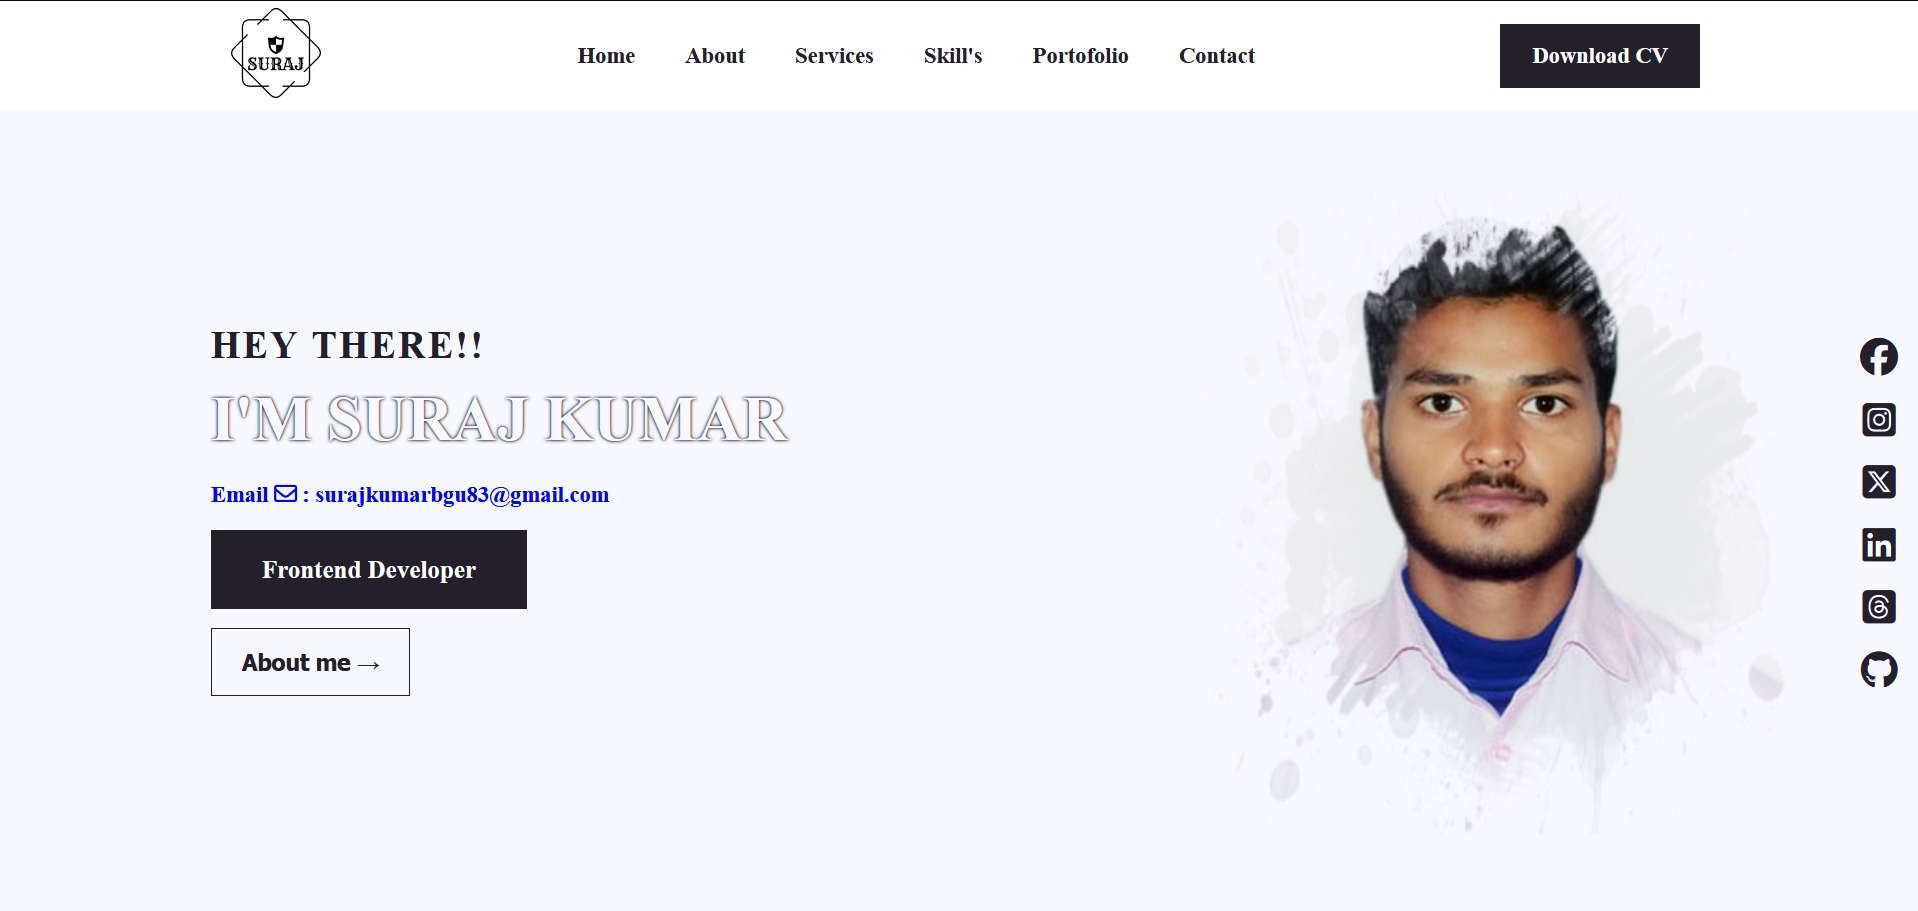 SURAJ
Home About Services Skill's Portofolio Contact
Download CV
HEY THERE!!
I'M SURAJ KUMAR
Email : surajkumarbgu83@gmail.com
Frontend Developer
About me →